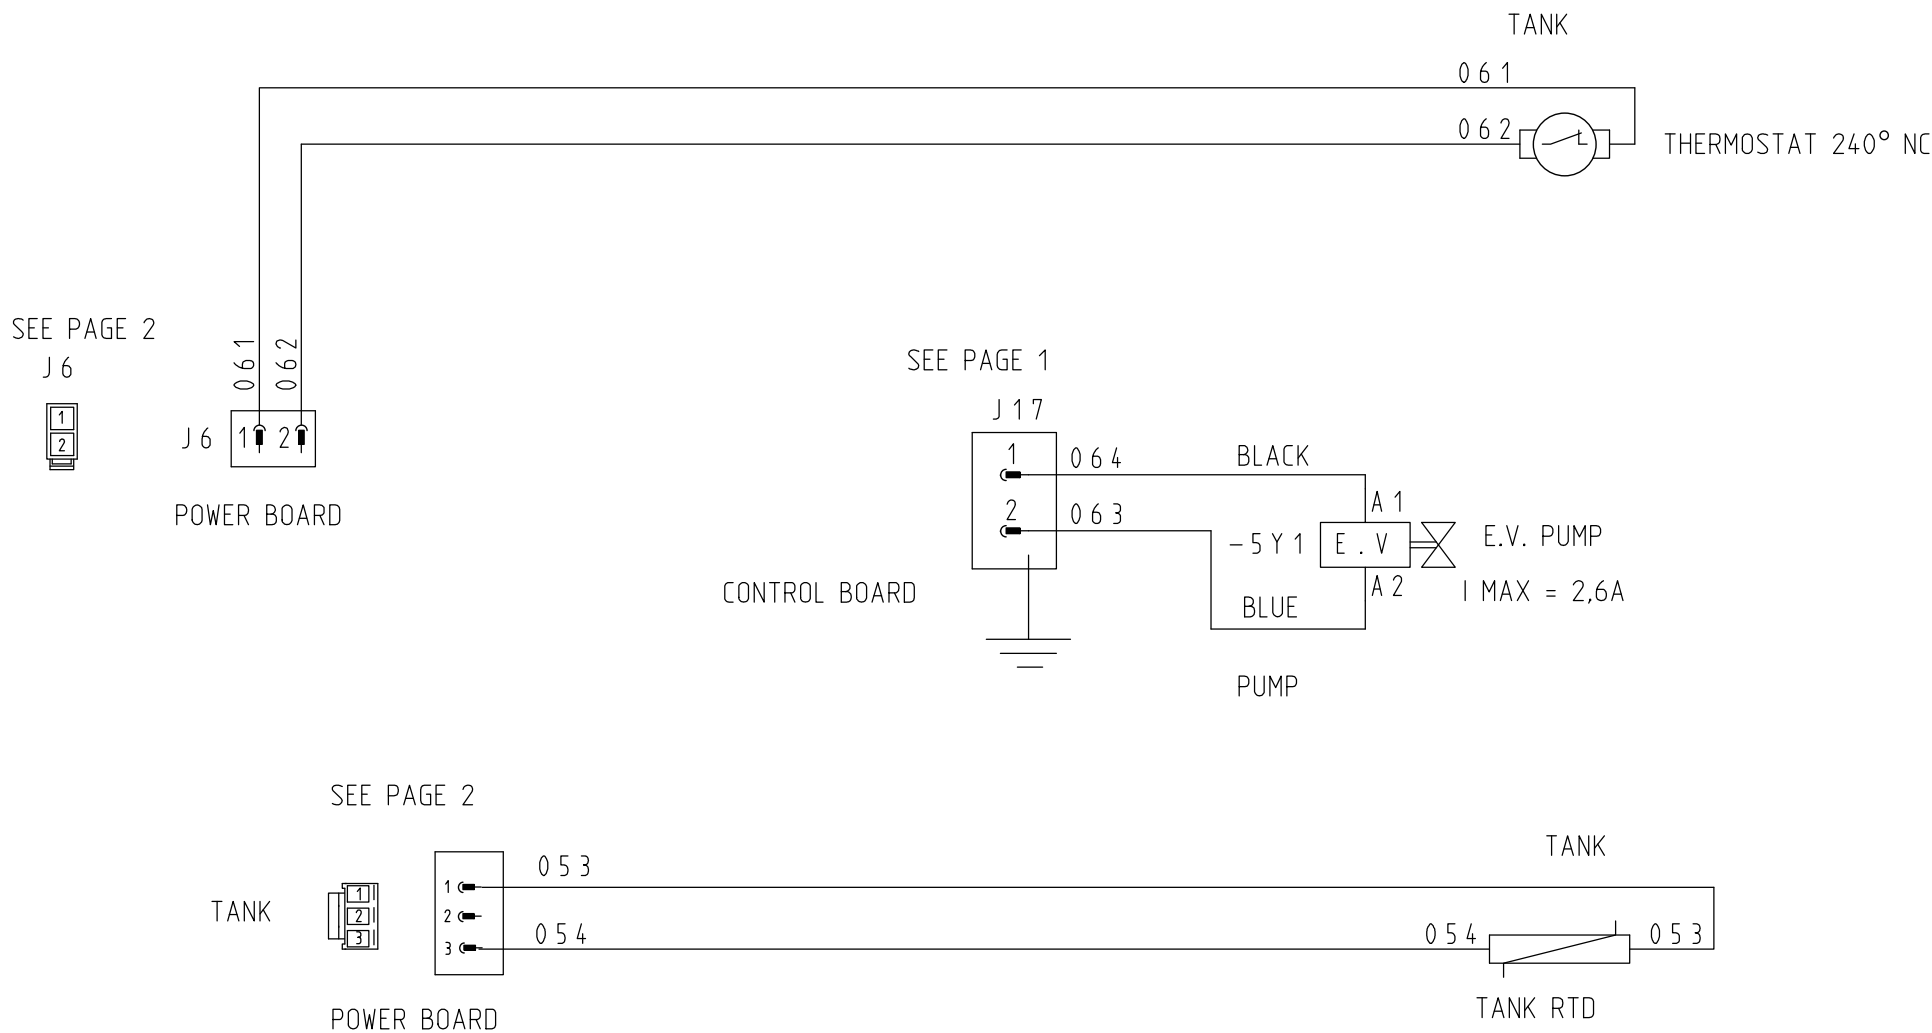 TANK
061
062
THERMOSTAT 240° NC
SEE PAGE 2
J6
1
2
061
062
J6 1 2
POWER BOARD
SEE PAGE 1
J17
1
2
064
BLACK
063
A1
-5Y1
E.V
E.V. PUMP
A2
I MAX = 2,6A
CONTROL BOARD
BLUE
PUMP
SEE PAGE 2
TANK
1
2
3
1
2
3
053
054
POWER BOARD
TANK
054
053
TANK RTD